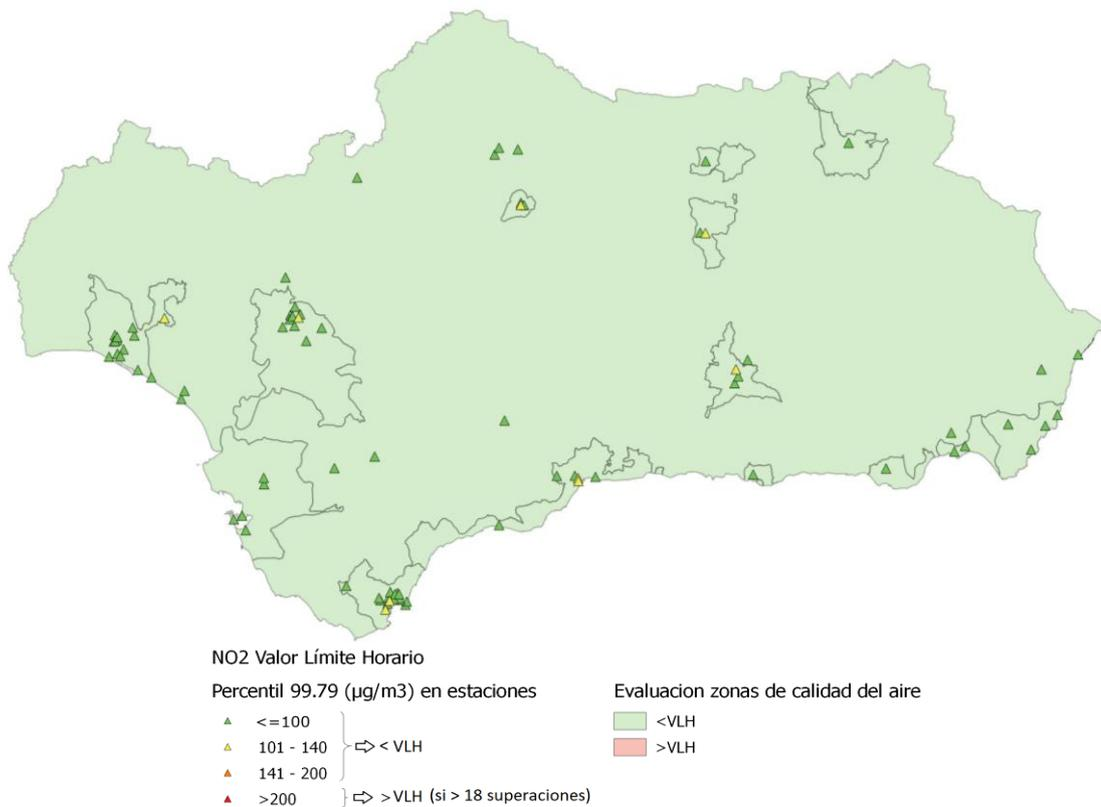 NO2 Valor Límite Horario
Percentil 99.79 (µg/m3) en estaciones
<=100
101 - 140
141 - 200
< VLH
>200
>VLH (si > 18 superaciones)
Evaluacion zonas de calidad del aire
<VLH
>VLH